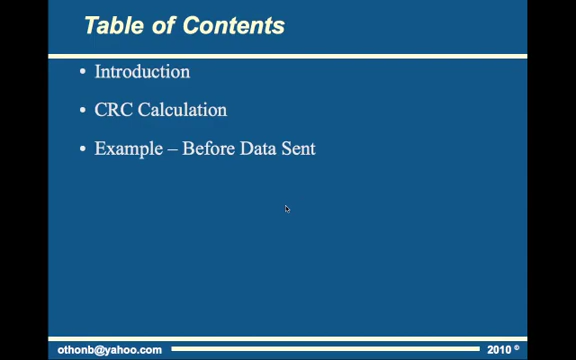 Table of Contents
• Introduction
• CRC Calculation
• Example – Before Data Sent
othonb@yahoo.com
2010 ©